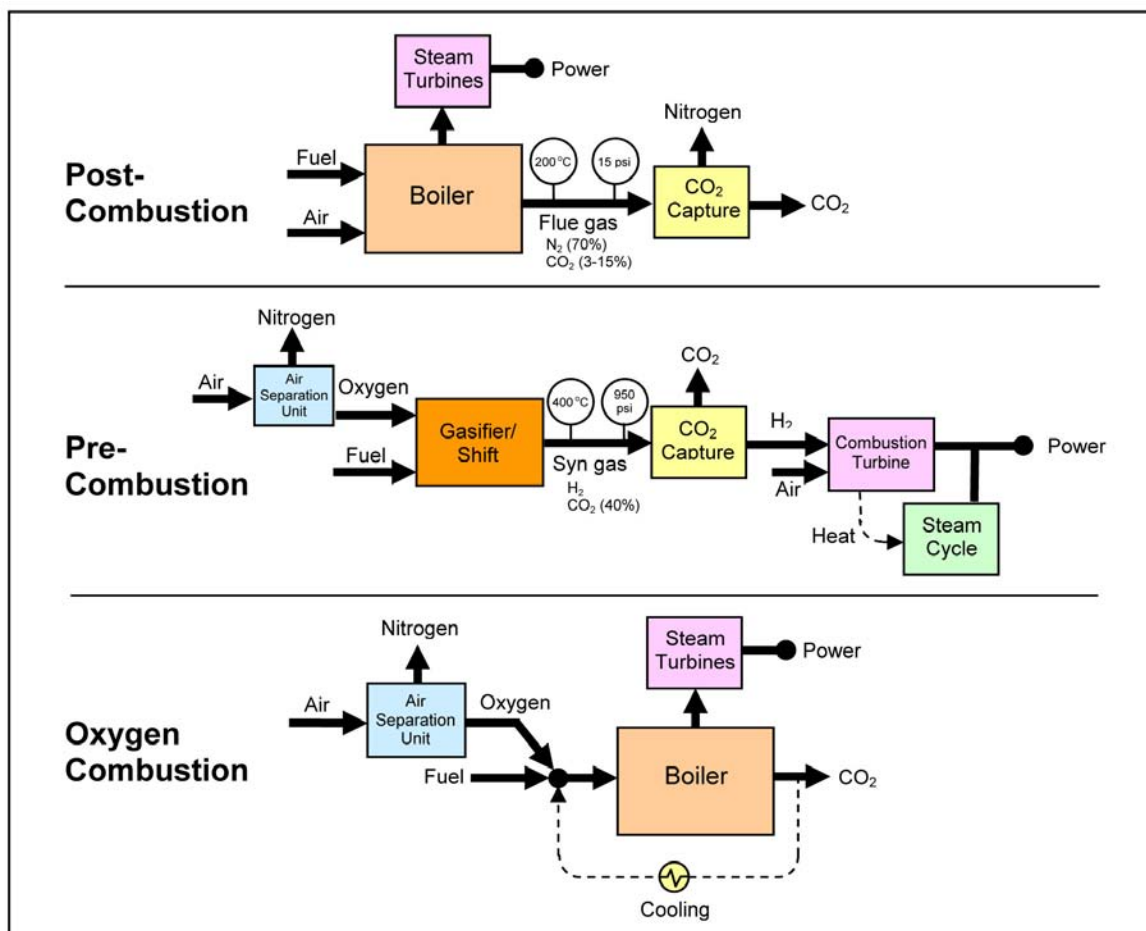 Steam
Turbines
Power
Nitrogen
Post-
Combustion
Fuel
Air
Boiler
200 °C
15 psi
Flue gas
N₂ (70%)
CO₂ (3-15%)
CO₂
Capture
CO₂
Nitrogen
Pre-
Combustion
Air
Air
Separation
Unit
Oxygen
Fuel
Gasifier/
Shift
400 °C
950
psi
Syn gas
H₂
CO₂ (40%)
CO₂
CO₂
Capture
H₂
Air
Combustion
Turbine
Power
Heat
Steam
Cycle
Oxygen
Combustion
Nitrogen
Air
Air
Separation
Unit
Oxygen
Fuel
Steam
Turbines
Power
Boiler
CO₂
Cooling